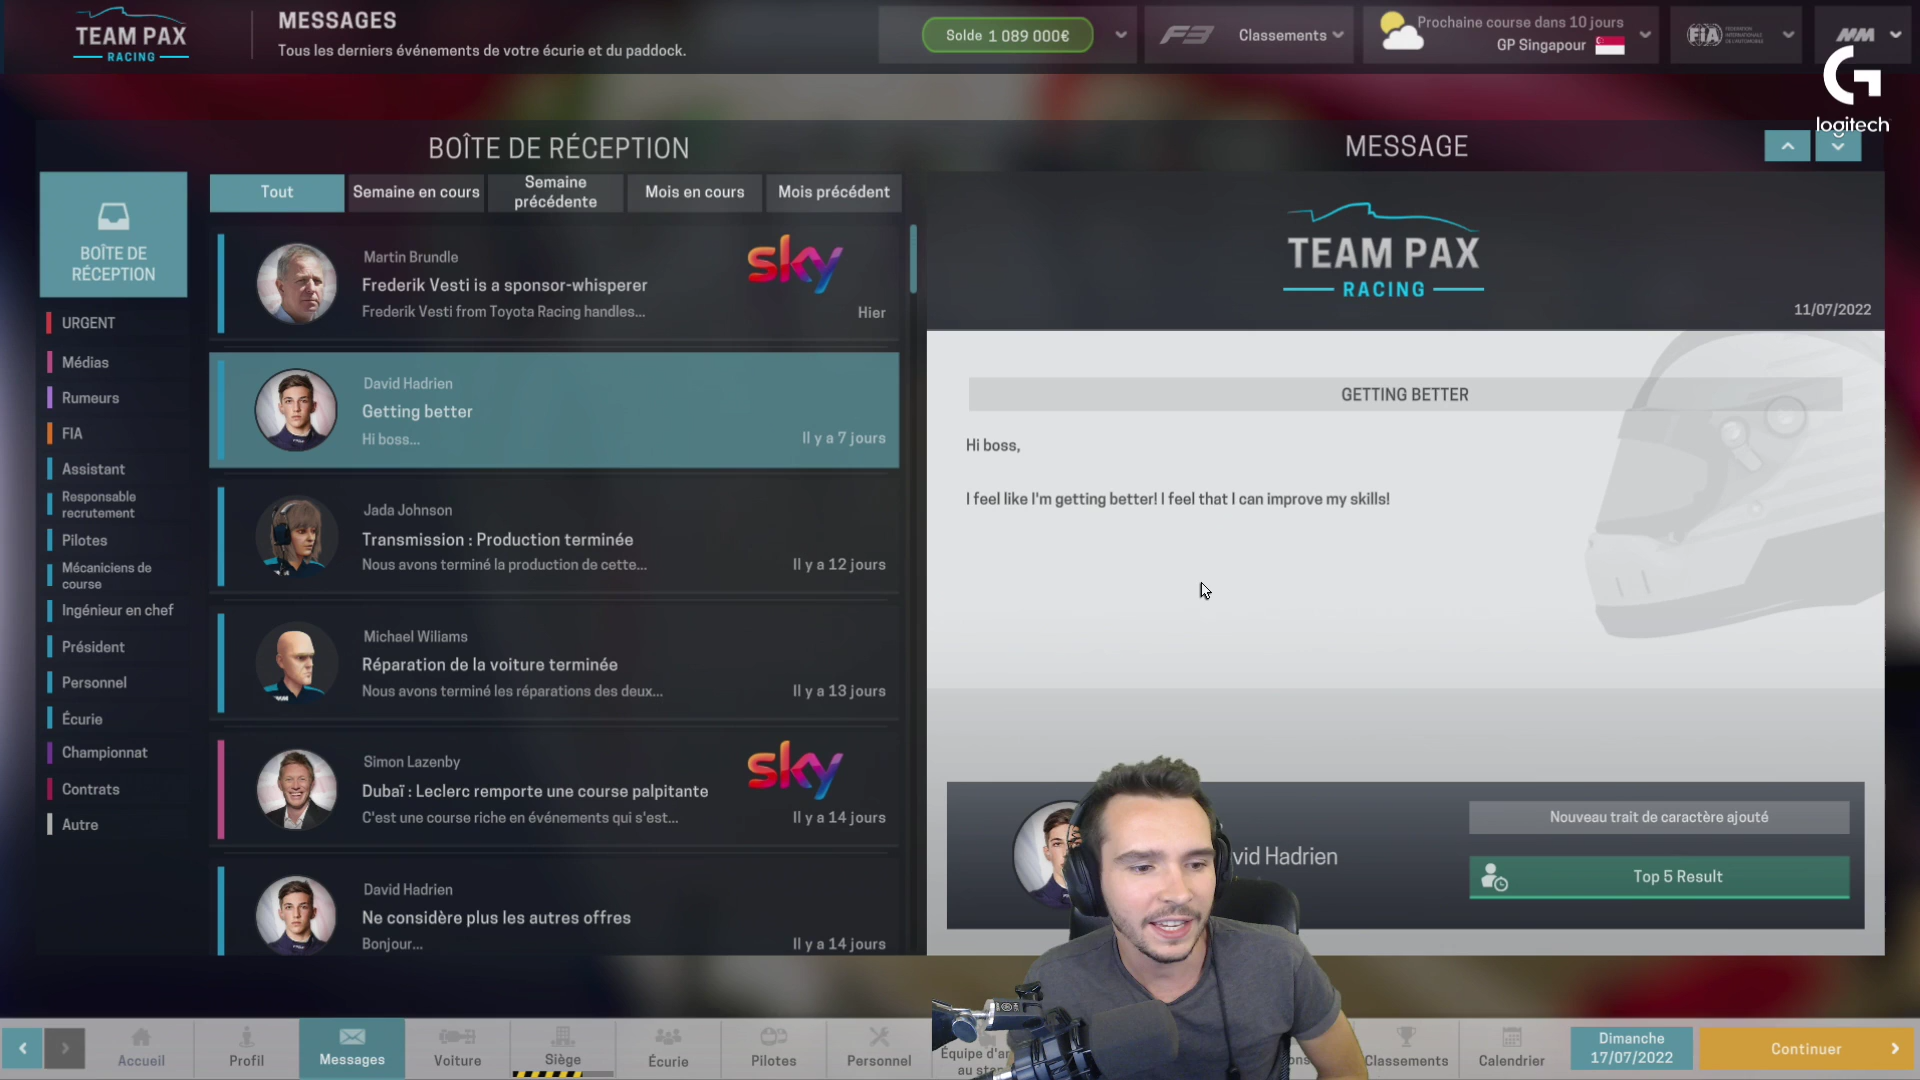 TEAM PAX
RACING
MESSAGES
Tous les derniers événements de votre écurie et du paddock.
Solde 1 089 000€
F3
Classements
Prochaine course dans 10 jours
GP Singapour
FIA
MM
logitech
BOÎTE DE RÉCEPTION
MESSAGE
BOÎTE DE
RÉCEPTION
URGENT
Médias
Rumeurs
FIA
Assistant
Responsable
recrutement
Pilotes
Mécaniciens de
course
Ingénieur en chef
Président
Personnel
Écurie
Championnat
Contrats
Autre
Tout
Semaine en cours
Semaine
précédente
Mois en cours
Mois précédent
Martin Brundle
Frederik Vesti is a sponsor-whisperer
Frederik Vesti from Toyota Racing handles...
sky
Hier
David Hadrien
Getting better
Hi boss...
Il y a 7 jours
Jada Johnson
Transmission : Production terminée
Nous avons terminé la production de cette...
Il y a 12 jours
Michael Wiliams
Réparation de la voiture terminée
Nous avons terminé les réparations des deux...
Il y a 13 jours
Simon Lazenby
Dubaï : Leclerc remporte une course palpitante
C'est une course riche en événements qui s'est...
sky
Il y a 14 jours
David Hadrien
Ne considère plus les autres offres
Bonjour...
Il y a 14 jours
TEAM PAX
RACING
11/07/2022
GETTING BETTER
Hi boss,
I feel like I'm getting better! I feel that I can improve my skills!
vid Hadrien
Nouveau trait de caractère ajouté
Top 5 Result
Accueil
Profil
Messages
Voiture
Siège
Écurie
Pilotes
Personnel
Équipe d'ar
au sta
Classements
Calendrier
Dimanche
17/07/2022
Continuer